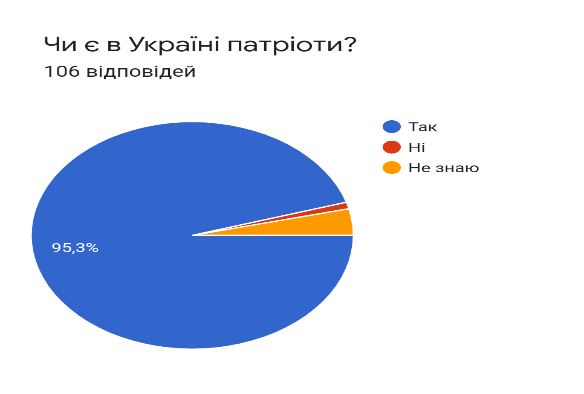 Чи є в Україні патріоти?
106 відповідей
Так
Ні
Не знаю
95,3%